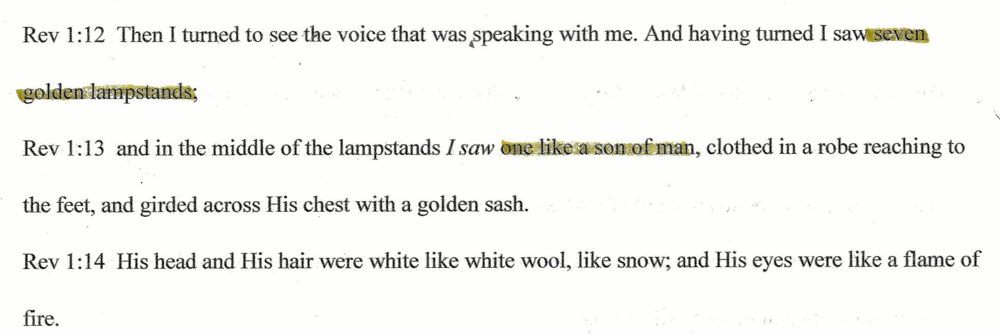 Rev 1:12  Then I turned to see the voice that was speaking with me. And having turned I saw seven
golden lampstands;
Rev 1:13  and in the middle of the lampstands I saw one like a son of man, clothed in a robe reaching to
the feet, and girded across His chest with a golden sash.
Rev 1:14  His head and His hair were white like white wool, like snow; and His eyes were like a flame of
fire.